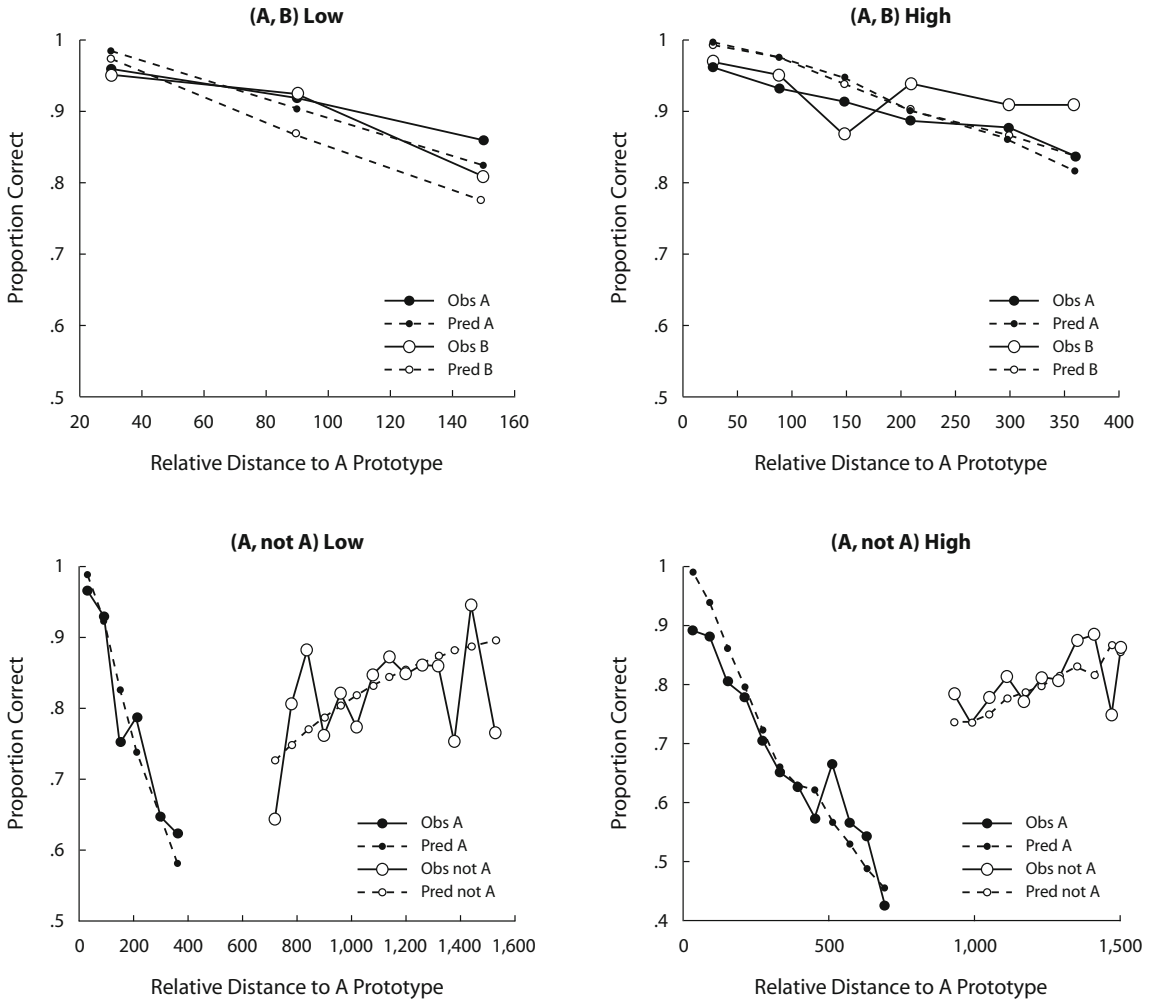 (A, B) Low
1
.9
.8
.7
.6
.5
Proportion Correct
Obs A
Pred A
Obs B
Pred B
20 40 60 80 100 120 140 160
Relative Distance to A Prototype
(A, B) High
1
.9
.8
.7
.6
.5
Proportion Correct
Obs A
Pred A
Obs B
Pred B
0 50 100 150 200 250 300 350 400
Relative Distance to A Prototype
(A, not A) Low
1
.9
.8
.7
.6
.5
Proportion Correct
Obs A
Pred A
Obs not A
Pred not A
0 200 400 600 800 1,000 1,200 1,400 1,600
Relative Distance to A Prototype
(A, not A) High
1
.9
.8
.7
.6
.5
.4
Proportion Correct
Obs A
Pred A
Obs not A
Pred not A
0 500 1,000 1,500
Relative Distance to A Prototype